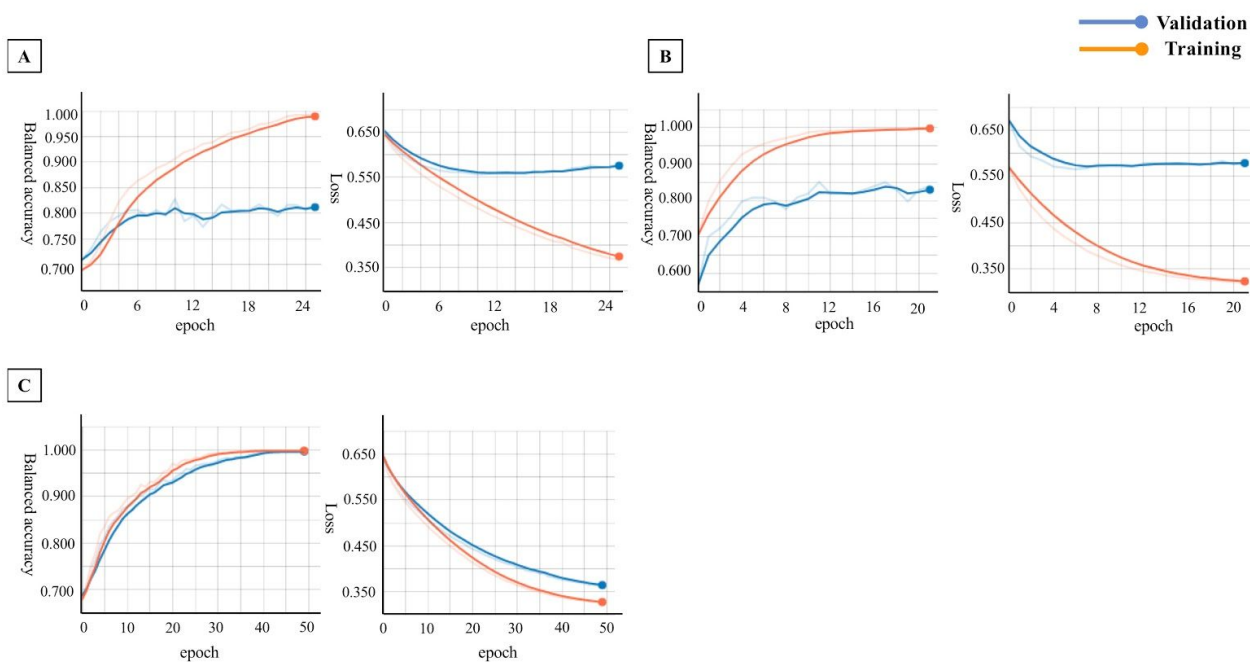 Validation
Training
A
Balanced accuracy
1.000
0.950
0.900
0.850
0.800
0.750
0.700
0 6 12 18 24
epoch
Loss
0.650
0.550
0.450
0.350
0 6 12 18 24
epoch
B
Balanced accuracy
1.000
0.900
0.800
0.700
0.600
0 4 8 12 16 20
epoch
Loss
0.650
0.550
0.450
0.350
0 4 8 12 16 20
epoch
C
Balanced accuracy
1.000
0.900
0.800
0.700
0 10 20 30 40 50
epoch
Loss
0.650
0.550
0.450
0.350
0 10 20 30 40 50
epoch